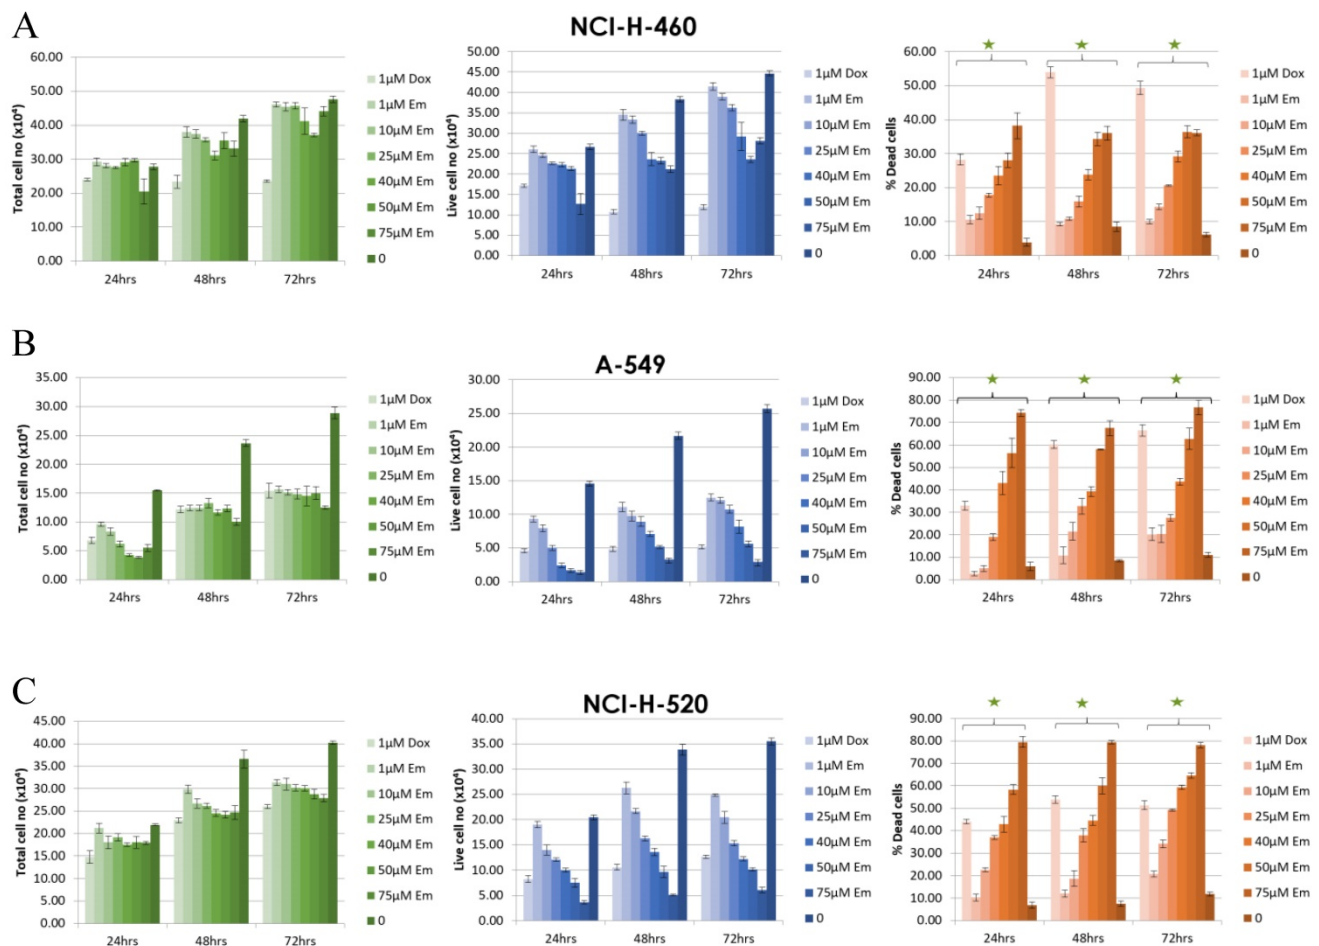 A
NCI-H-460
Total cell no (x10⁴)
60.00
50.00
40.00
30.00
20.00
10.00
0.00
24hrs
48hrs
72hrs
1µM Dox
1µM Em
10µM Em
25µM Em
40µM Em
50µM Em
75µM Em
0
Live cell no (x10⁴)
50.00
45.00
40.00
35.00
30.00
25.00
20.00
15.00
10.00
5.00
0.00
24hrs
48hrs
72hrs
1µM Dox
1µM Em
10µM Em
25µM Em
40µM Em
50µM Em
75µM Em
0
% Dead cells
60.00
50.00
40.00
30.00
20.00
10.00
0.00
24hrs
48hrs
72hrs
1µM Dox
1µM Em
10µM Em
25µM Em
40µM Em
50µM Em
75µM Em
0
B
A-549
Total cell no (x10⁴)
35.00
30.00
25.00
20.00
15.00
10.00
5.00
0.00
24hrs
48hrs
72hrs
1µM Dox
1µM Em
10µM Em
25µM Em
40µM Em
50µM Em
75µM Em
0
Live cell no (x10⁴)
30.00
25.00
20.00
15.00
10.00
5.00
0.00
24hrs
48hrs
72hrs
1µM Dox
1µM Em
10µM Em
25µM Em
40µM Em
50µM Em
75µM Em
0
% Dead cells
90.00
80.00
70.00
60.00
50.00
40.00
30.00
20.00
10.00
0.00
24hrs
48hrs
72hrs
1µM Dox
1µM Em
10µM Em
25µM Em
40µM Em
50µM Em
75µM Em
0
C
NCI-H-520
Total cell no (x10⁴)
45.00
40.00
35.00
30.00
25.00
20.00
15.00
10.00
5.00
0.00
24hrs
48hrs
72hrs
1µM Dox
1µM Em
10µM Em
25µM Em
40µM Em
50µM Em
75µM Em
0
Live cell no (x10⁴)
40.00
35.00
30.00
25.00
20.00
15.00
10.00
5.00
0.00
24hrs
48hrs
72hrs
1µM Dox
1µM Em
10µM Em
25µM Em
40µM Em
50µM Em
75µM Em
0
% Dead cells
90.00
80.00
70.00
60.00
50.00
40.00
30.00
20.00
10.00
0.00
24hrs
48hrs
72hrs
1µM Dox
1µM Em
10µM Em
25µM Em
40µM Em
50µM Em
75µM Em
0